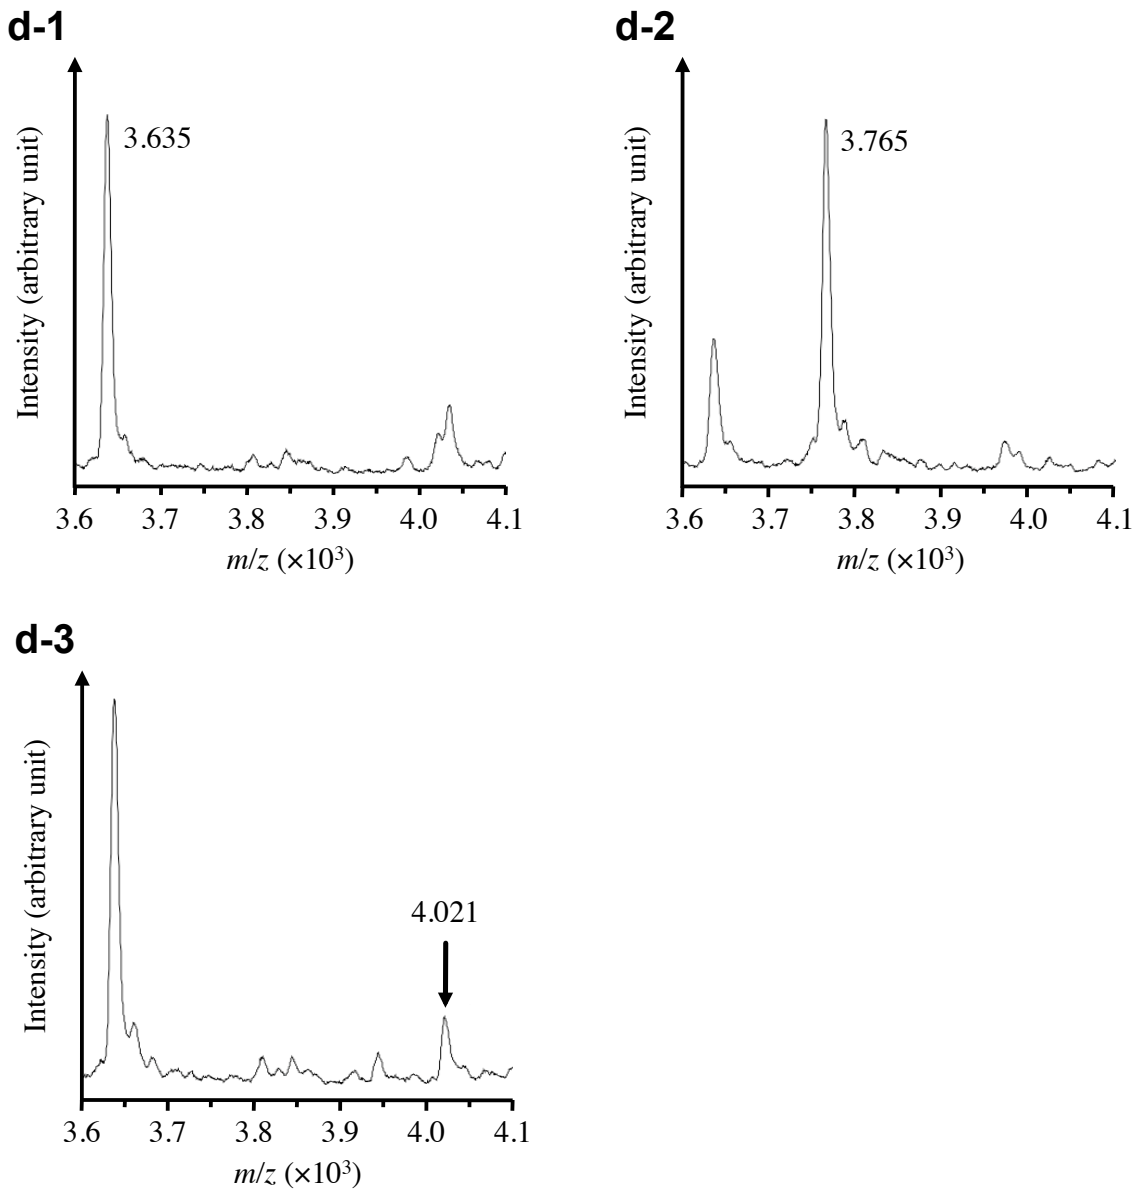 d-1
Intensity (arbitrary unit)
3.635
3.6 3.7 3.8 3.9 4.0 4.1
m/z (×10³)
d-2
Intensity (arbitrary unit)
3.765
3.6 3.7 3.8 3.9 4.0 4.1
m/z (×10³)
d-3
Intensity (arbitrary unit)
4.021
3.6 3.7 3.8 3.9 4.0 4.1
m/z (×10³)